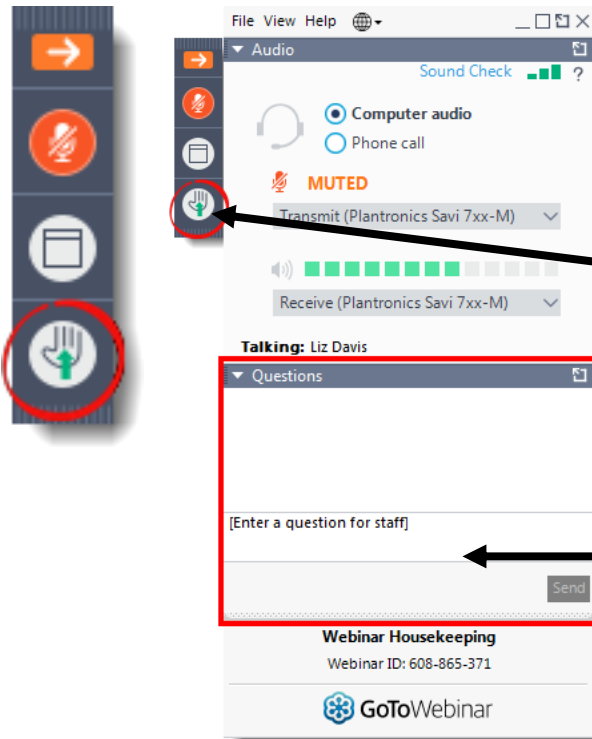 File View Help
Audio
Sound Check ?
Computer audio
Phone call
MUTED
Transmit (Plantronics Savi 7xx-M)
Receive (Plantronics Savi 7xx-M)
Talking: Liz Davis
Questions
[Enter a question for staff]
Send
Webinar Housekeeping
Webinar ID: 608-865-371
GoToWebinar